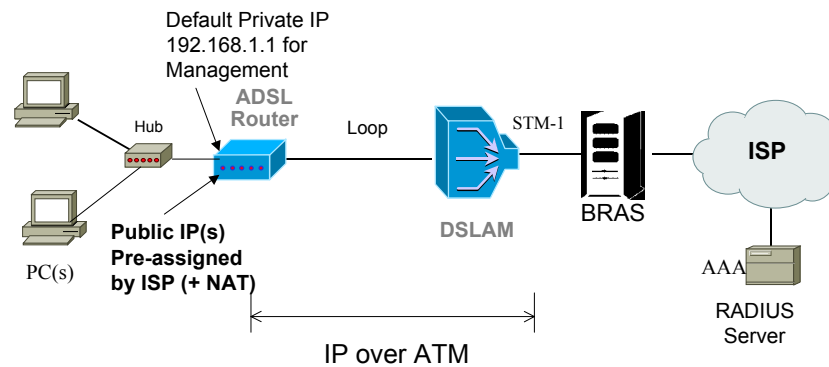 Default Private IP
192.168.1.1 for
Management
ADSL
Router
Hub
Loop
STM-1
ISP
BRAS
DSLAM
Public IP(s)
Pre-assigned
by ISP (+ NAT)
PC(s)
AAA
RADIUS
Server
IP over ATM